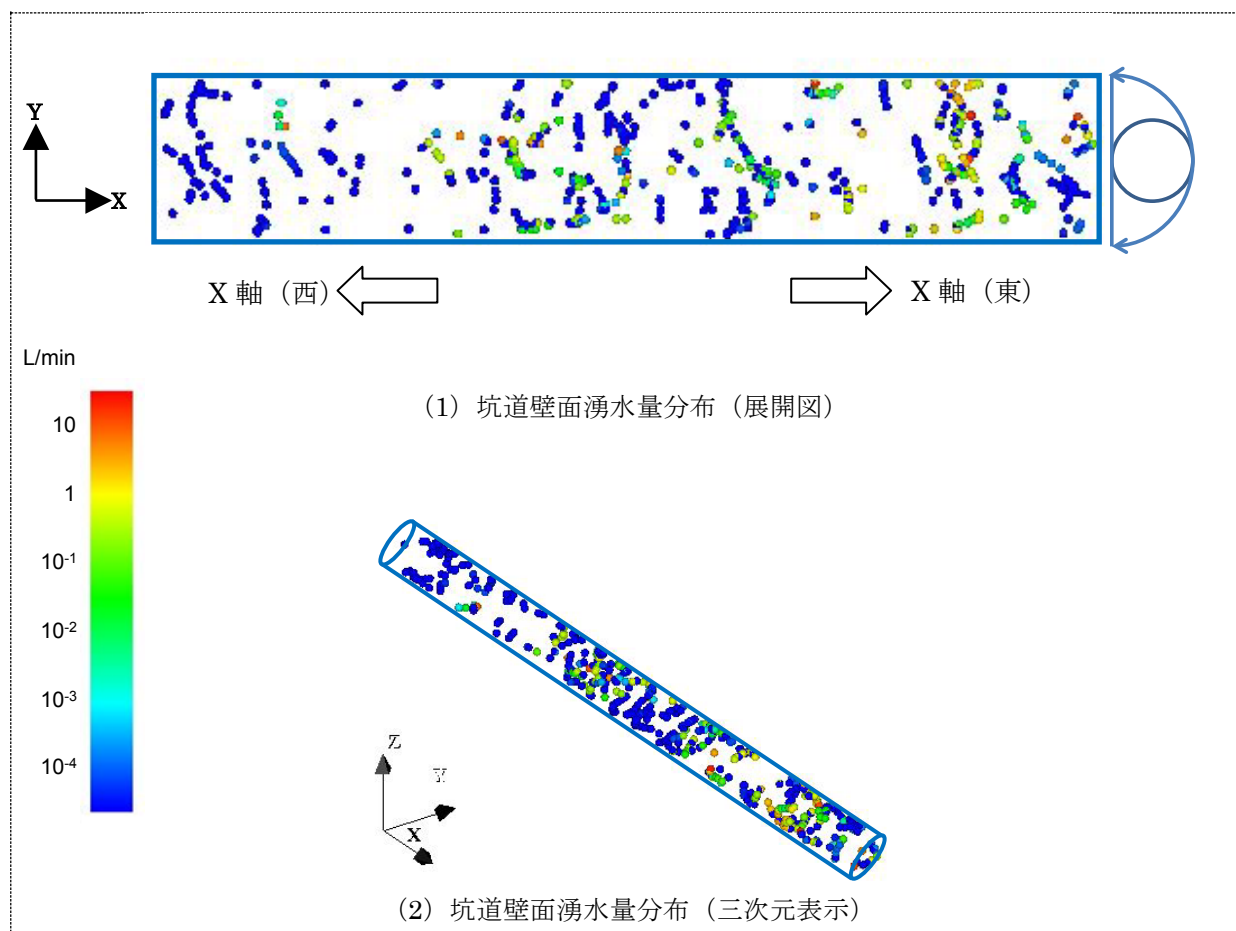 Y
X
X 軸（西）
X 軸（東）
L/min
10
1
10⁻¹
10⁻²
10⁻³
10⁻⁴
（1）坑道壁面湧水量分布（展開図）
Z
Y
X
（2）坑道壁面湧水量分布（三次元表示）